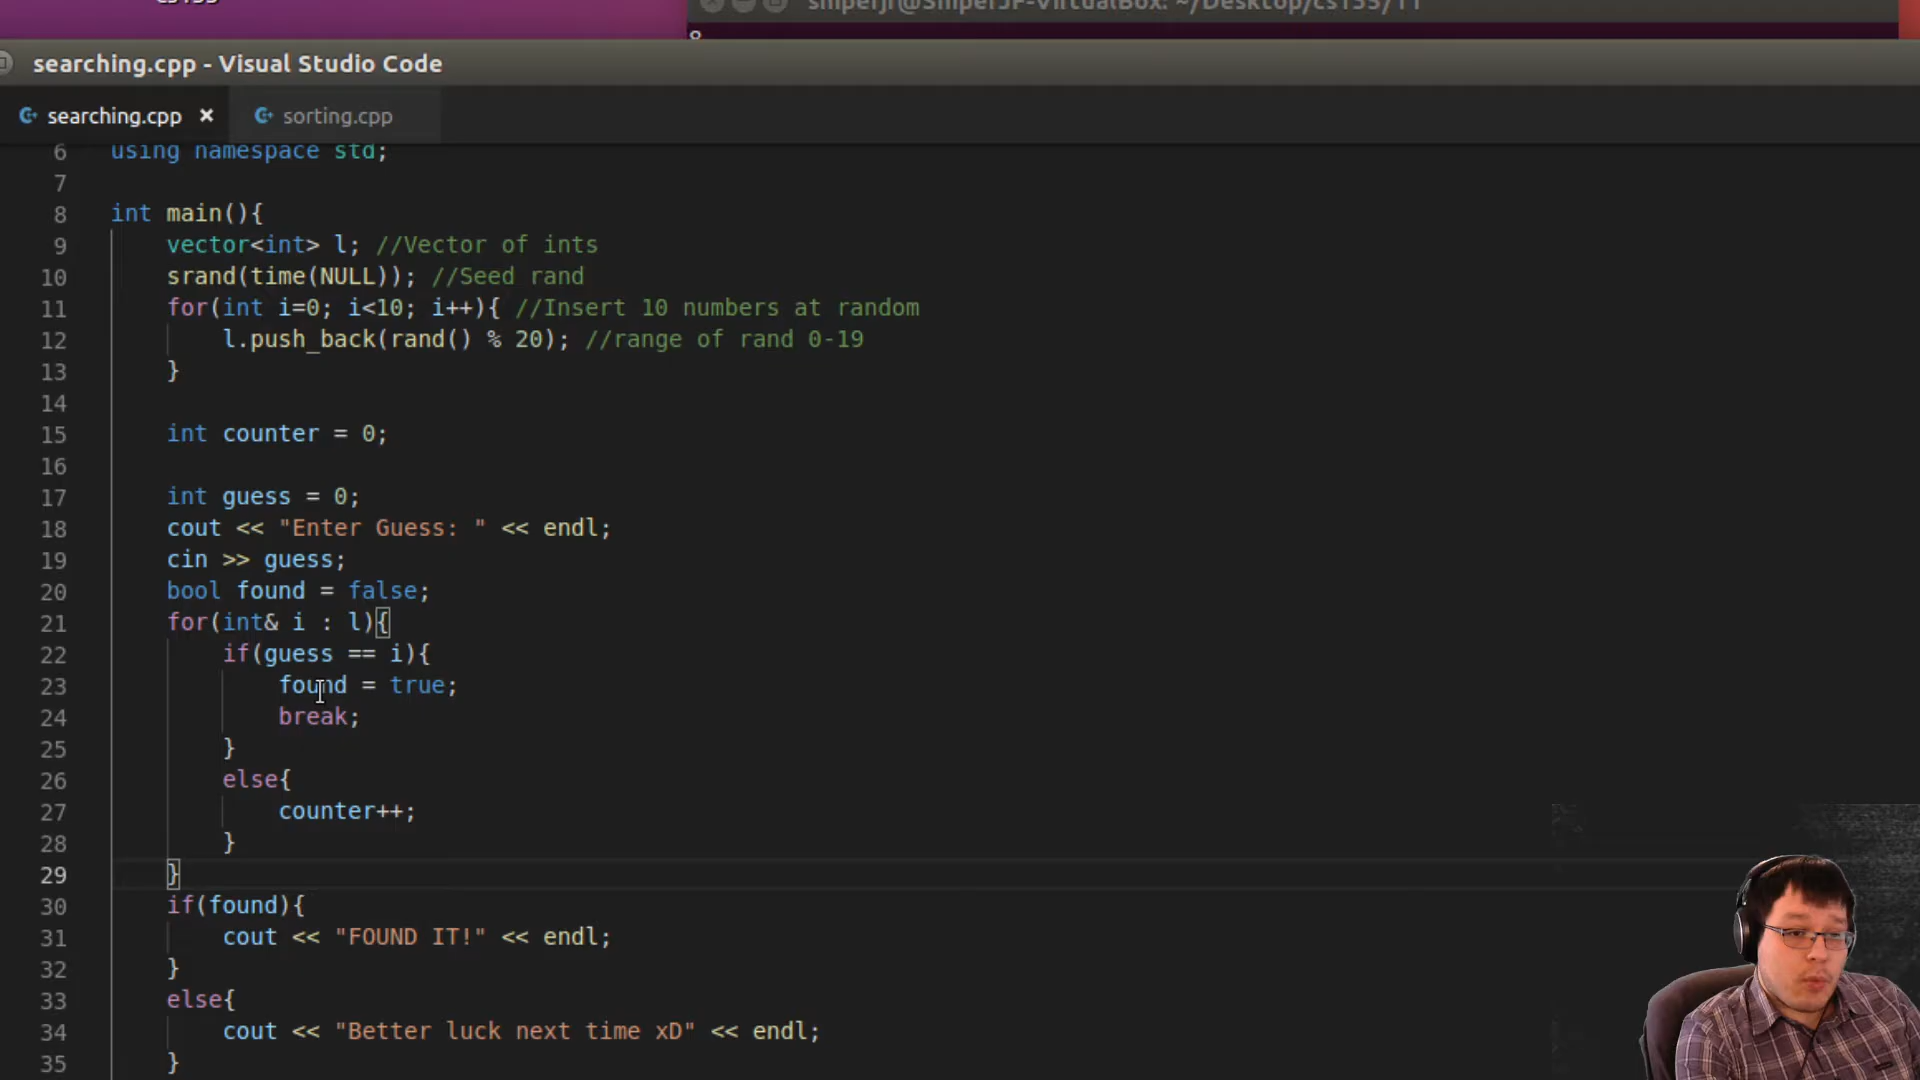 searching.cpp - Visual Studio Code
searching.cpp × sorting.cpp
6 using namespace std;
7
8 int main(){
9 vector<int> l; //Vector of ints
10 srand(time(NULL)); //Seed rand
11 for(int i=0; i<10; i++){ //Insert 10 numbers at random
12 l.push_back(rand() % 20); //range of rand 0-19
13 }
14
15 int counter = 0;
16
17 int guess = 0;
18 cout << "Enter Guess: " << endl;
19 cin >> guess;
20 bool found = false;
21 for(int& i : l){
22 if(guess == i){
23 found = true;
24 break;
25 }
26 else{
27 counter++;
28 }
29 }
30 if(found){
31 cout << "FOUND IT!" << endl;
32 }
33 else{
34 cout << "Better luck next time xD" << endl;
35 }